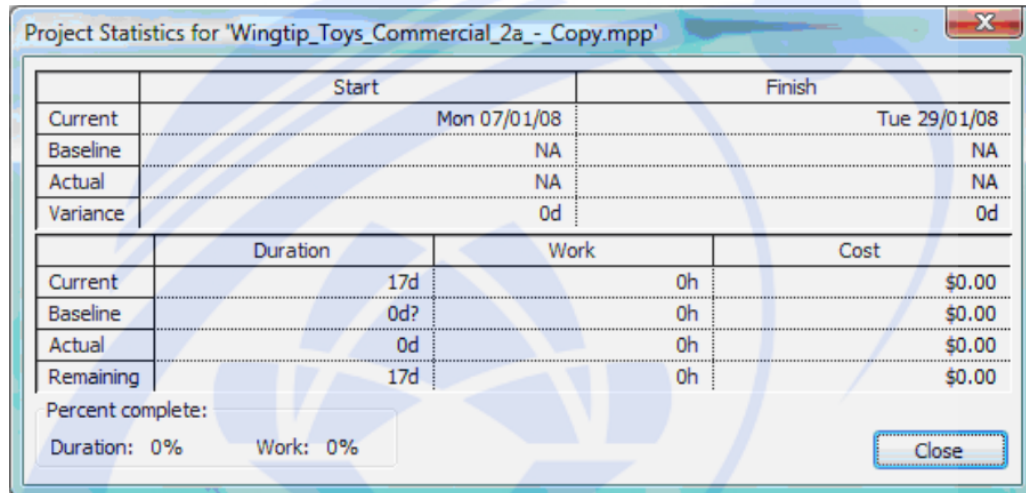 Project Statistics for 'Wingtip_Toys_Commercial_2a_-_Copy.mpp'
Start Finish
Current Mon 07/01/08 Tue 29/01/08
Baseline NA NA
Actual NA NA
Variance 0d 0d
Duration Work Cost
Current 17d 0h $0.00
Baseline 0d? 0h $0.00
Actual 0d 0h $0.00
Remaining 17d 0h $0.00
Percent complete:
Duration: 0% Work: 0% Close